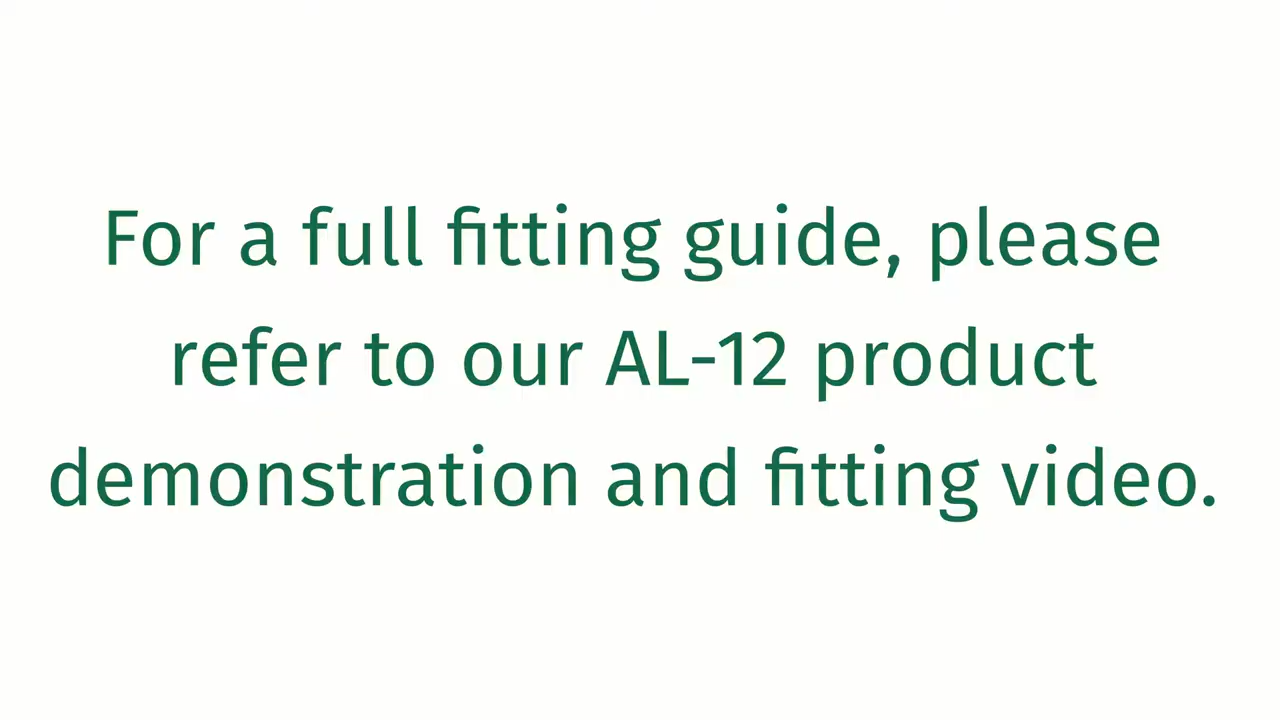 For a full fitting guide, please
refer to our AL-12 product
demonstration and fitting video.